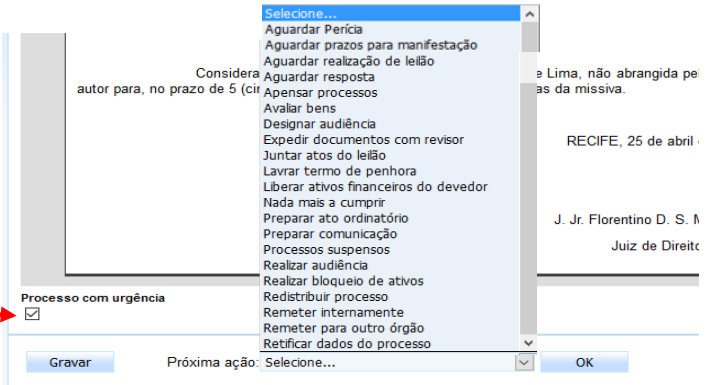 Selecione...
Aguardar Perícia
Aguardar prazos para manifestação
Aguardar realização de leilão
Aguardar resposta
Apensar processos
Avaliar bens
Designar audiência
Expedir documentos com revisor
Juntar atos do leilão
Lavrar termo de penhora
Liberar ativos financeiros do devedor
Nada mais a cumprir
Preparar ato ordinatório
Preparar comunicação
Processos suspensos
Realizar audiência
Realizar bloqueio de ativos
Redistribuir processo
Remeter internamente
Remeter para outro órgão
Retificar dados do processo
Considera e Lima, não abrangida pe
autor para, no prazo de 5 (ci as da missiva.
RECIFE, 25 de abril
J. Jr. Florentino D. S.
Juiz de Direito
Processo com urgência
Gravar Próxima ação: Selecione... OK